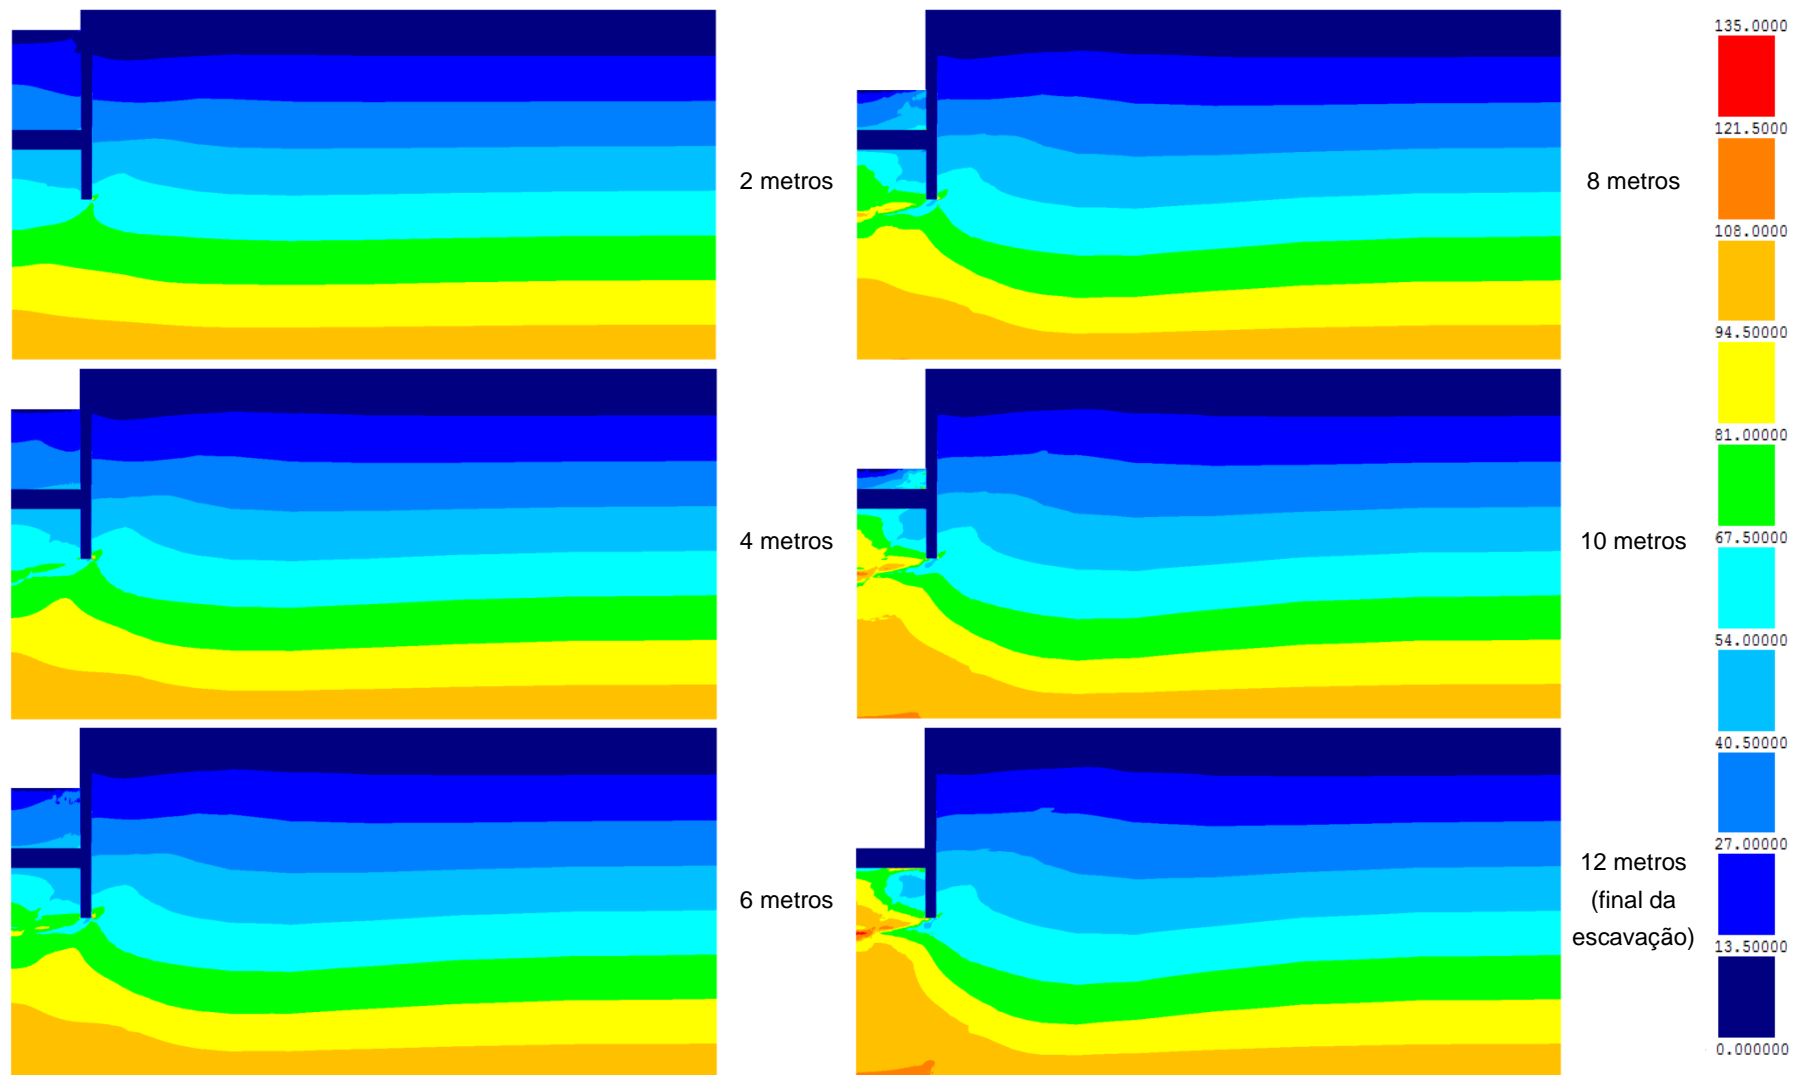 2 metros
8 metros
4 metros
10 metros
6 metros
12 metros
(final da
escavação)
135.0000
121.5000
108.0000
94.50000
81.00000
67.50000
54.00000
40.50000
27.00000
13.50000
0.000000